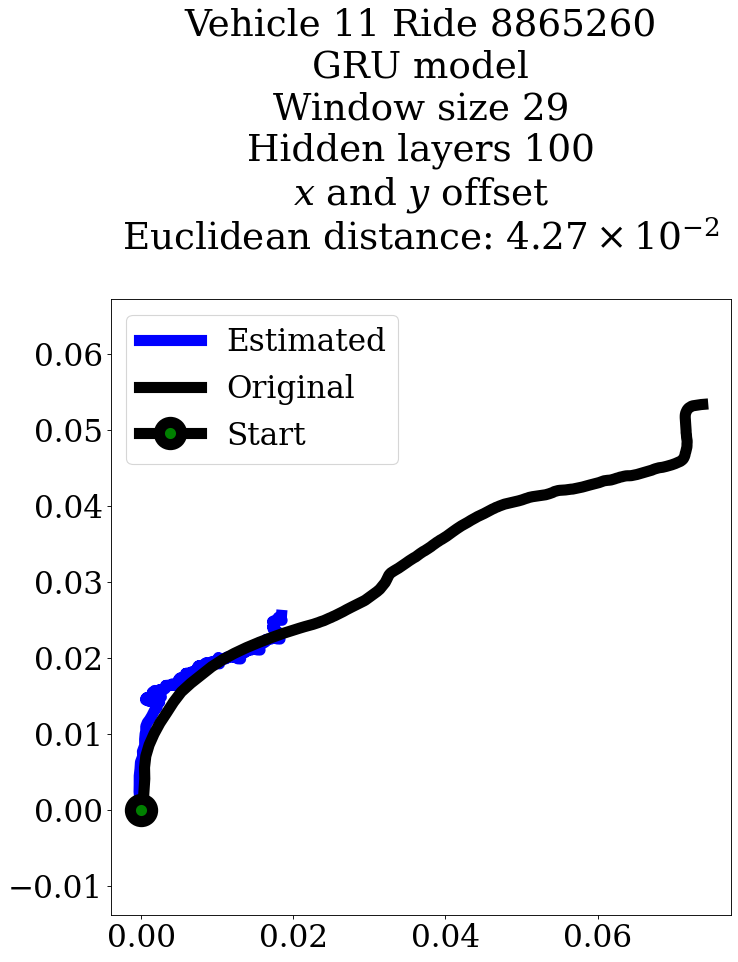 Vehicle 11 Ride 8865260
GRU model
Window size 29
Hidden layers 100
x and y offset
Euclidean distance: 4.27 × 10⁻²
Estimated
Original
Start
0.06
0.05
0.04
0.03
0.02
0.01
0.00
−0.01
0.00 0.02 0.04 0.06